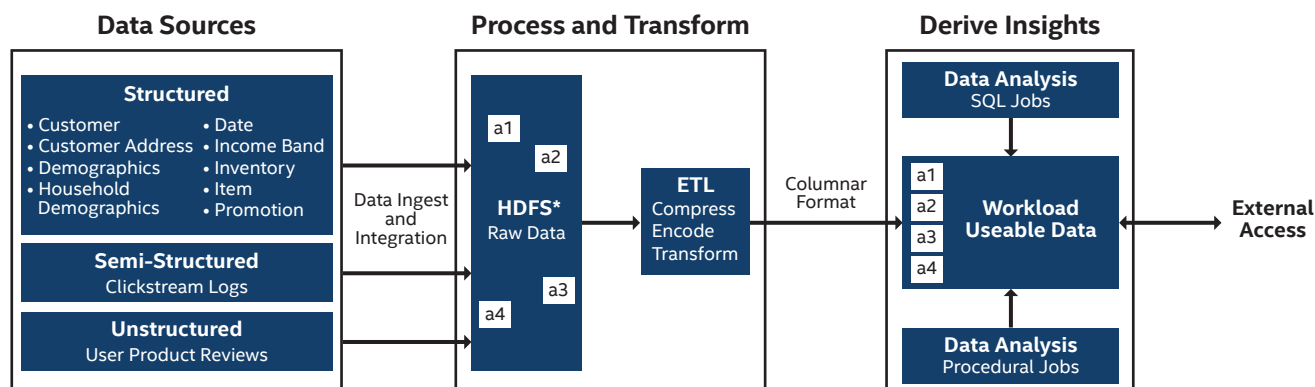 Data Sources
Process and Transform
Derive Insights
Structured
• Customer
• Customer Address
• Demographics
• Household
Demographics
• Date
• Income Band
• Inventory
• Item
• Promotion
Semi-Structured
Clickstream Logs
Unstructured
User Product Reviews
Data Ingest
and
Integration
a1
a2
HDFS*
Raw Data
a3
a4
ETL
Compress
Encode
Transform
Columnar
Format
Data Analysis
SQL Jobs
a1
a2
a3
a4
Workload
Useable Data
Data Analysis
Procedural Jobs
External
Access